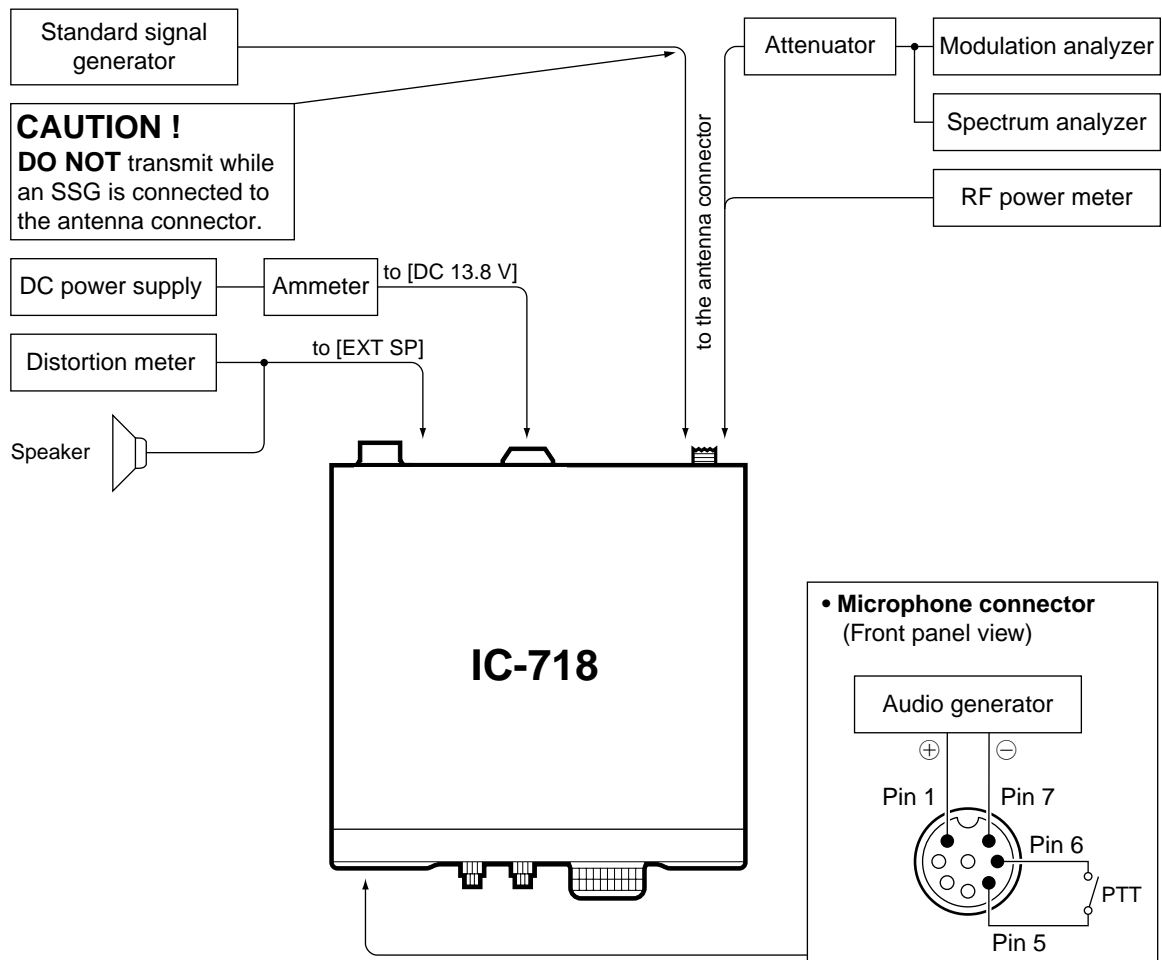 Standard signal
generator
Attenuator
Modulation analyzer
Spectrum analyzer
RF power meter
CAUTION !
DO NOT transmit while
an SSG is connected to
the antenna connector.
to the antenna connector
DC power supply
Ammeter
to [DC 13.8 V]
Distortion meter
to [EXT SP]
Speaker
IC-718
• Microphone connector
(Front panel view)
Audio generator
⊕
⊖
Pin 1
Pin 7
Pin 6
PTT
Pin 5